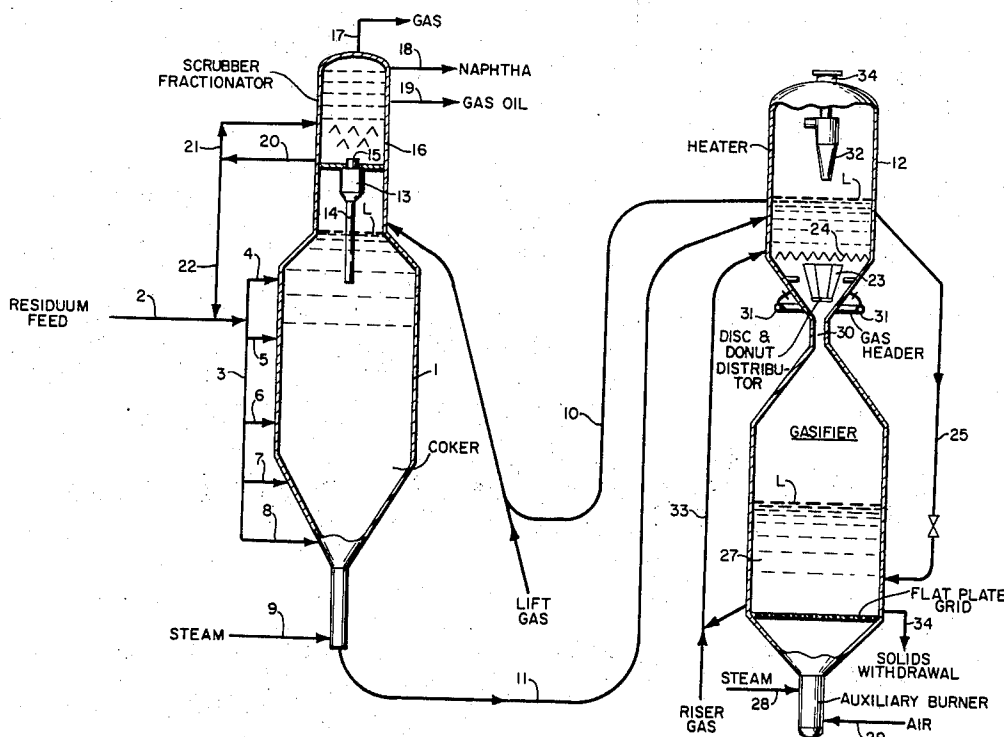 GAS
17
18
NAPHTHA
SCRUBBER
FRACTIONATOR
19
GAS OIL
21
20
15
16
13
14
L
22
4
RESIDUUM
FEED
2
5
3
1
6
COKER
7
8
STEAM
9
10
LIFT
GAS
11
34
HEATER
32
12
L
24
23
31
30
31
GAS
HEADER
DISC &
DONUT
DISTRIBU-
TOR
GASIFIER
25
L
33
27
FLAT PLATE
GRID
34
SOLIDS
WITHDRAWAL
STEAM
28
AUXILIARY BURNER
RISER
GAS
AIR